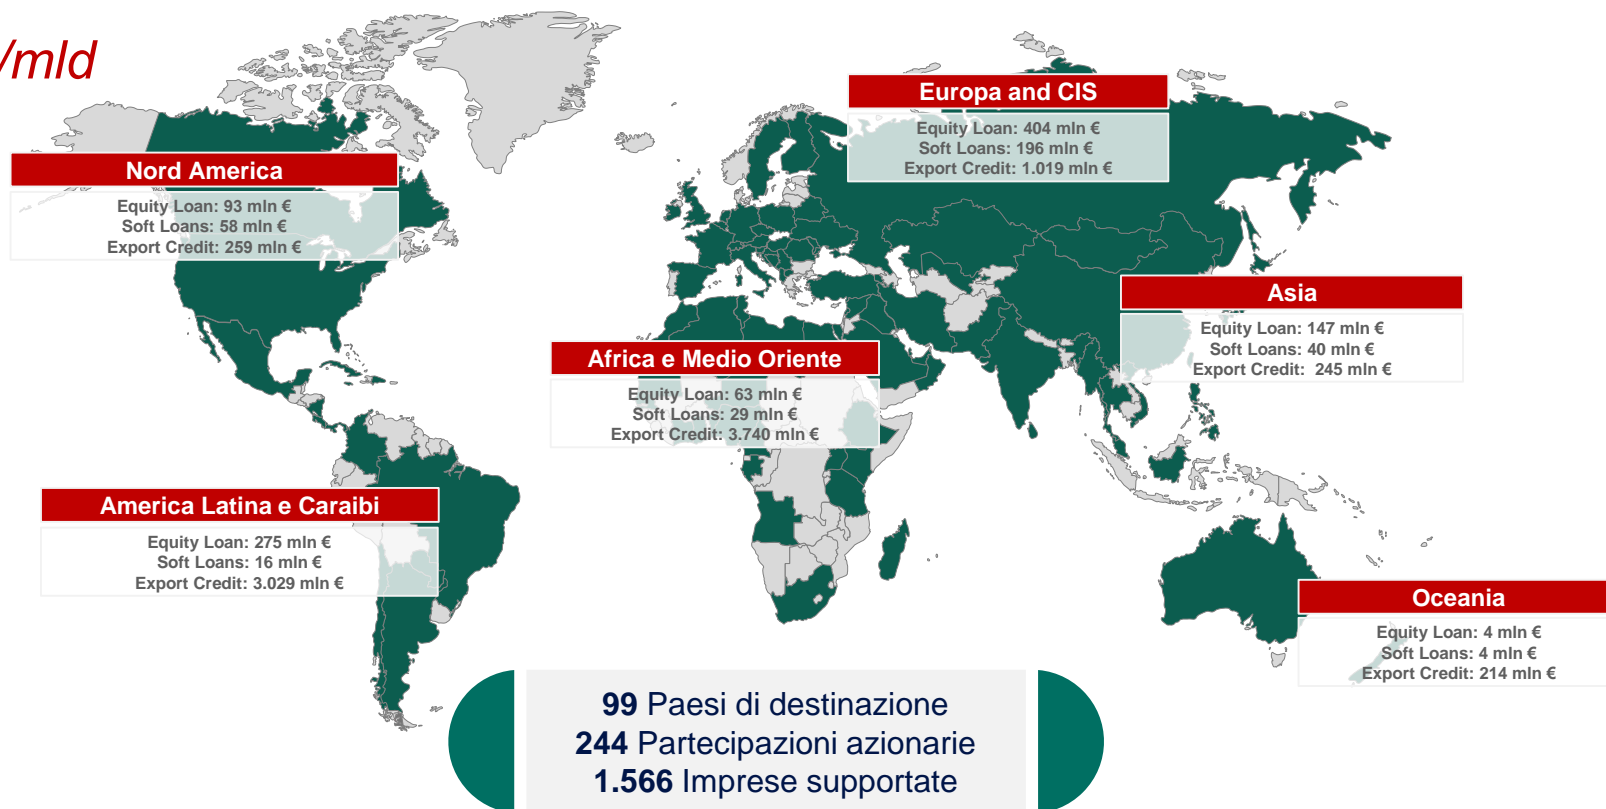 /mld
Europa and CIS
Equity Loan: 404 mln €
Soft Loans: 196 mln €
Export Credit: 1.019 mln €
Nord America
Equity Loan: 93 mln €
Soft Loans: 58 mln €
Export Credit: 259 mln €
Asia
Equity Loan: 147 mln €
Soft Loans: 40 mln €
Export Credit:  245 mln €
Africa e Medio Oriente
Equity Loan: 63 mln €
Soft Loans: 29 mln €
Export Credit: 3.740 mln €
America Latina e Caraibi
Equity Loan: 275 mln €
Soft Loans: 16 mln €
Export Credit: 3.029 mln €
Oceania
Equity Loan: 4 mln €
Soft Loans: 4 mln €
Export Credit: 214 mln €
99 Paesi di destinazione
244 Partecipazioni azionarie
1.566 Imprese supportate